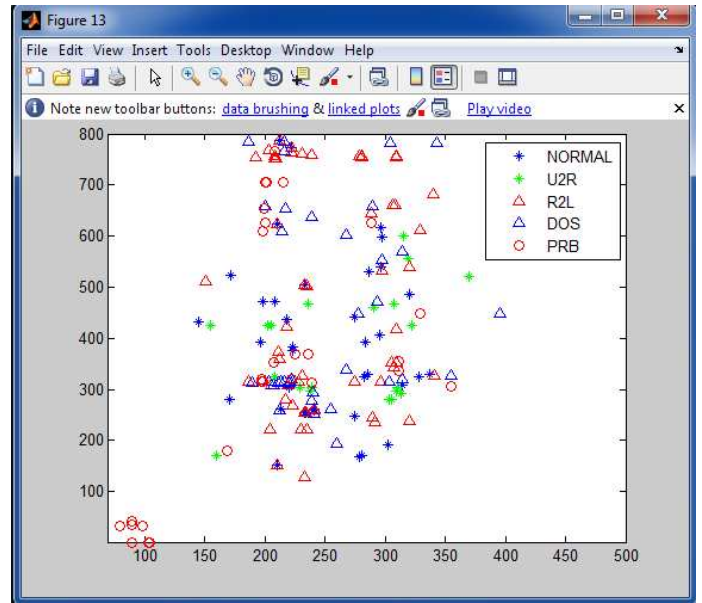 Figure 13
File Edit View Insert Tools Desktop Window Help
Note new toolbar buttons: data brushing & linked plots Play video
800
700
600
500
400
300
200
100
100 150 200 250 300 350 400 450 500
NORMAL
U2R
R2L
DOS
PRB